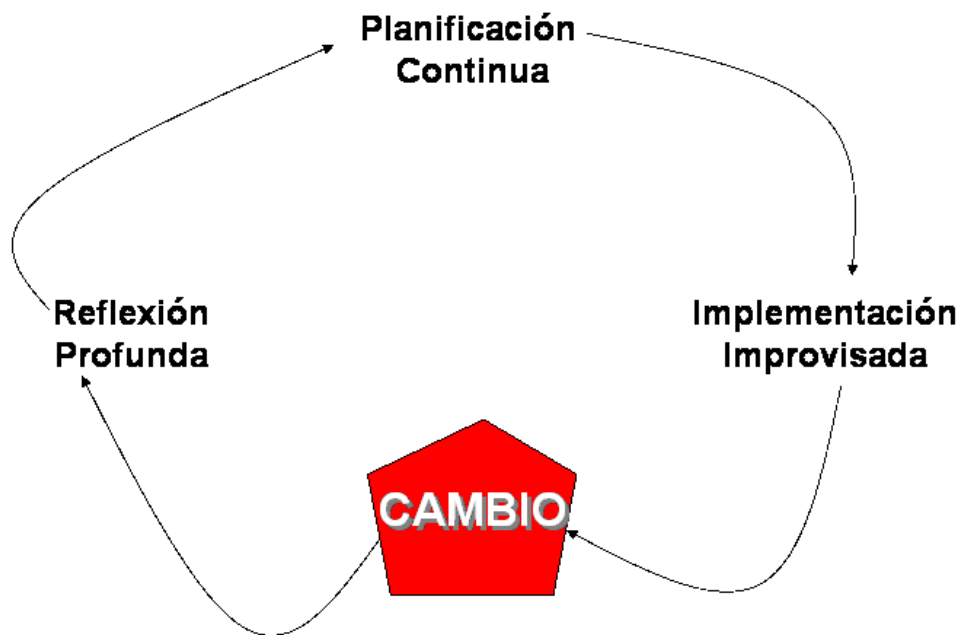 Planificación
Continua
Implementación
Improvisada
CAMBIO
Reflexión
Profunda